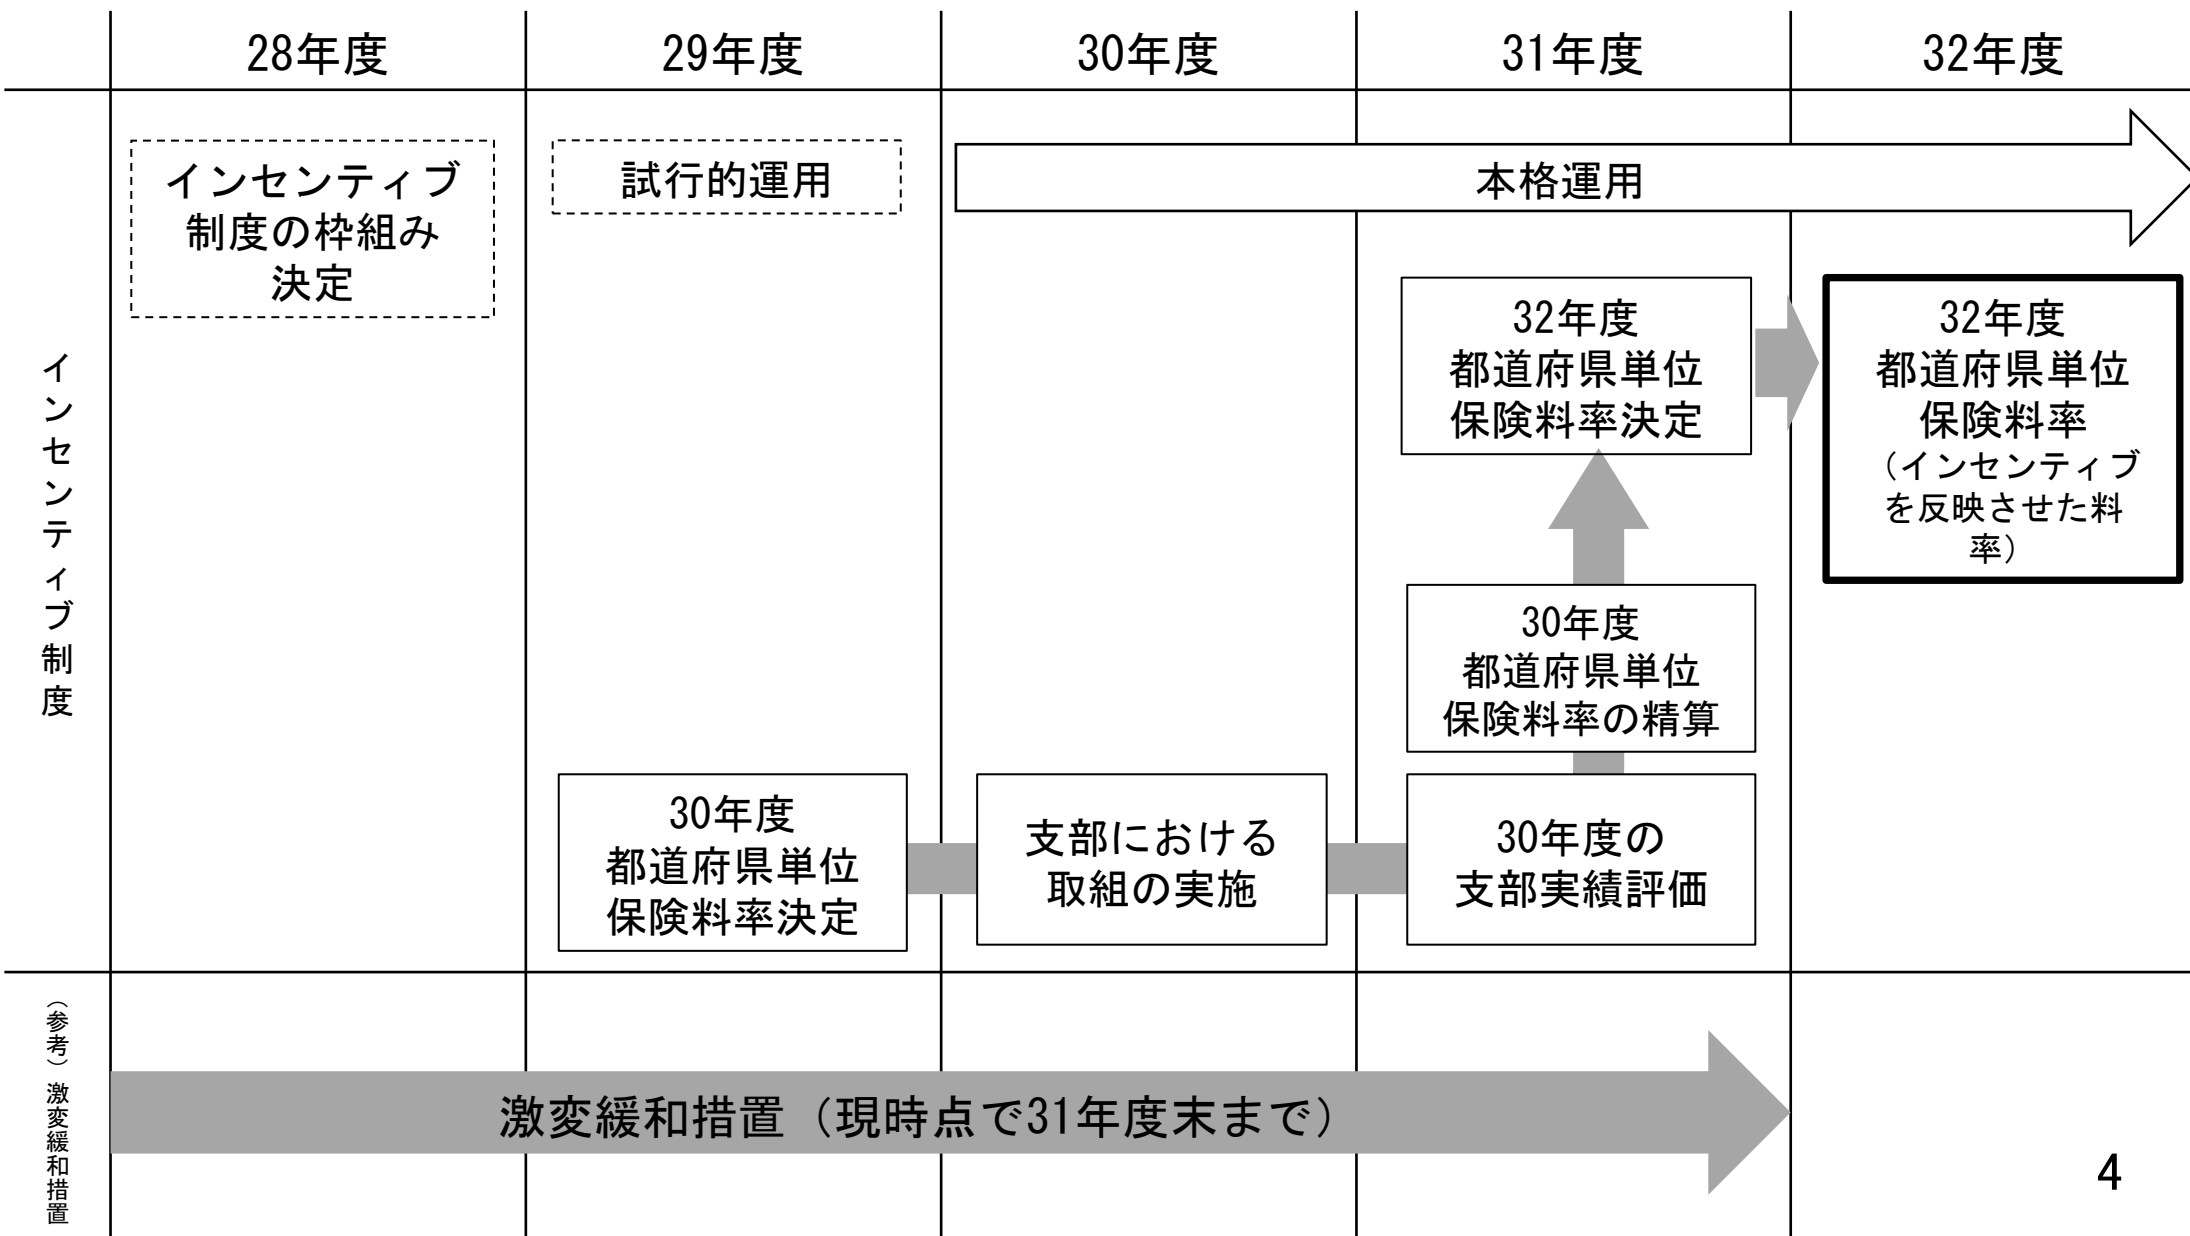 28年度
29年度
30年度
31年度
32年度
インセンティブ制度
インセンティブ
制度の枠組み
決定
試行的運用
本格運用
32年度
都道府県単位
保険料率決定
32年度
都道府県単位
保険料率
（インセンティブ
を反映させた料
率）
30年度
都道府県単位
保険料率の精算
30年度
都道府県単位
保険料率決定
支部における
取組の実施
30年度の
支部実績評価
（参考）激変緩和措置
激変緩和措置（現時点で31年度末まで）
4